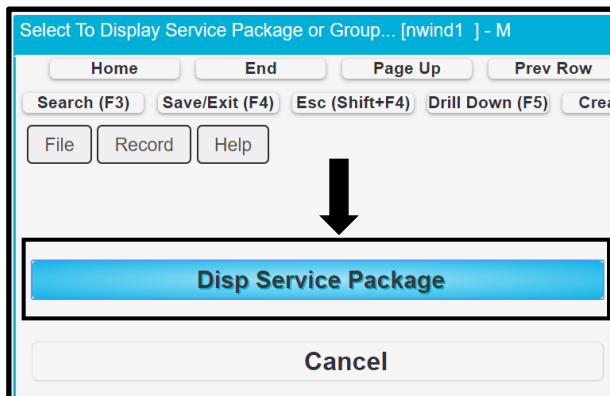 Select To Display Service Package or Group... [nwind1 ] - M
Home End Page Up Prev Row
Search (F3) Save/Exit (F4) Esc (Shift+F4) Drill Down (F5) Crea
File Record Help
Disp Service Package
Cancel